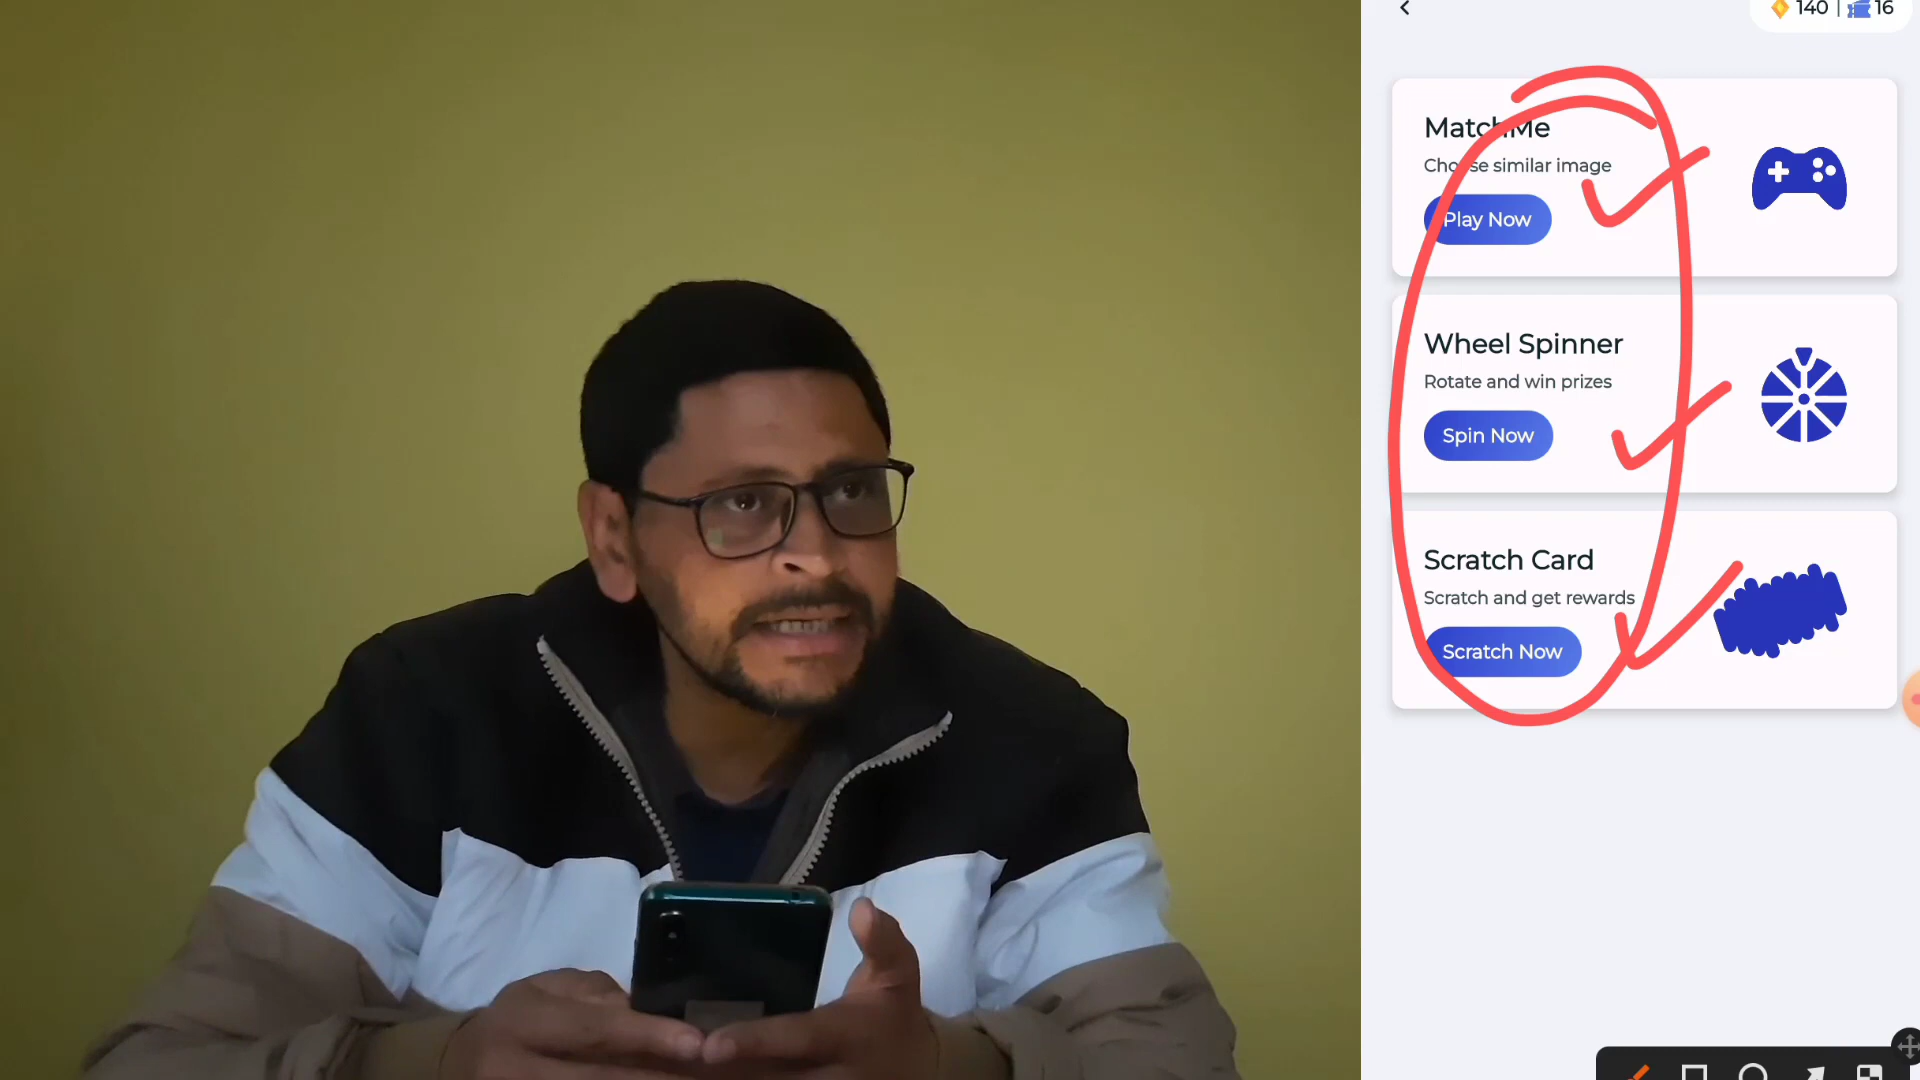 140 | 16
MatchMe
Choose similar image
Play Now
Wheel Spinner
Rotate and win prizes
Spin Now
Scratch Card
Scratch and get rewards
Scratch Now